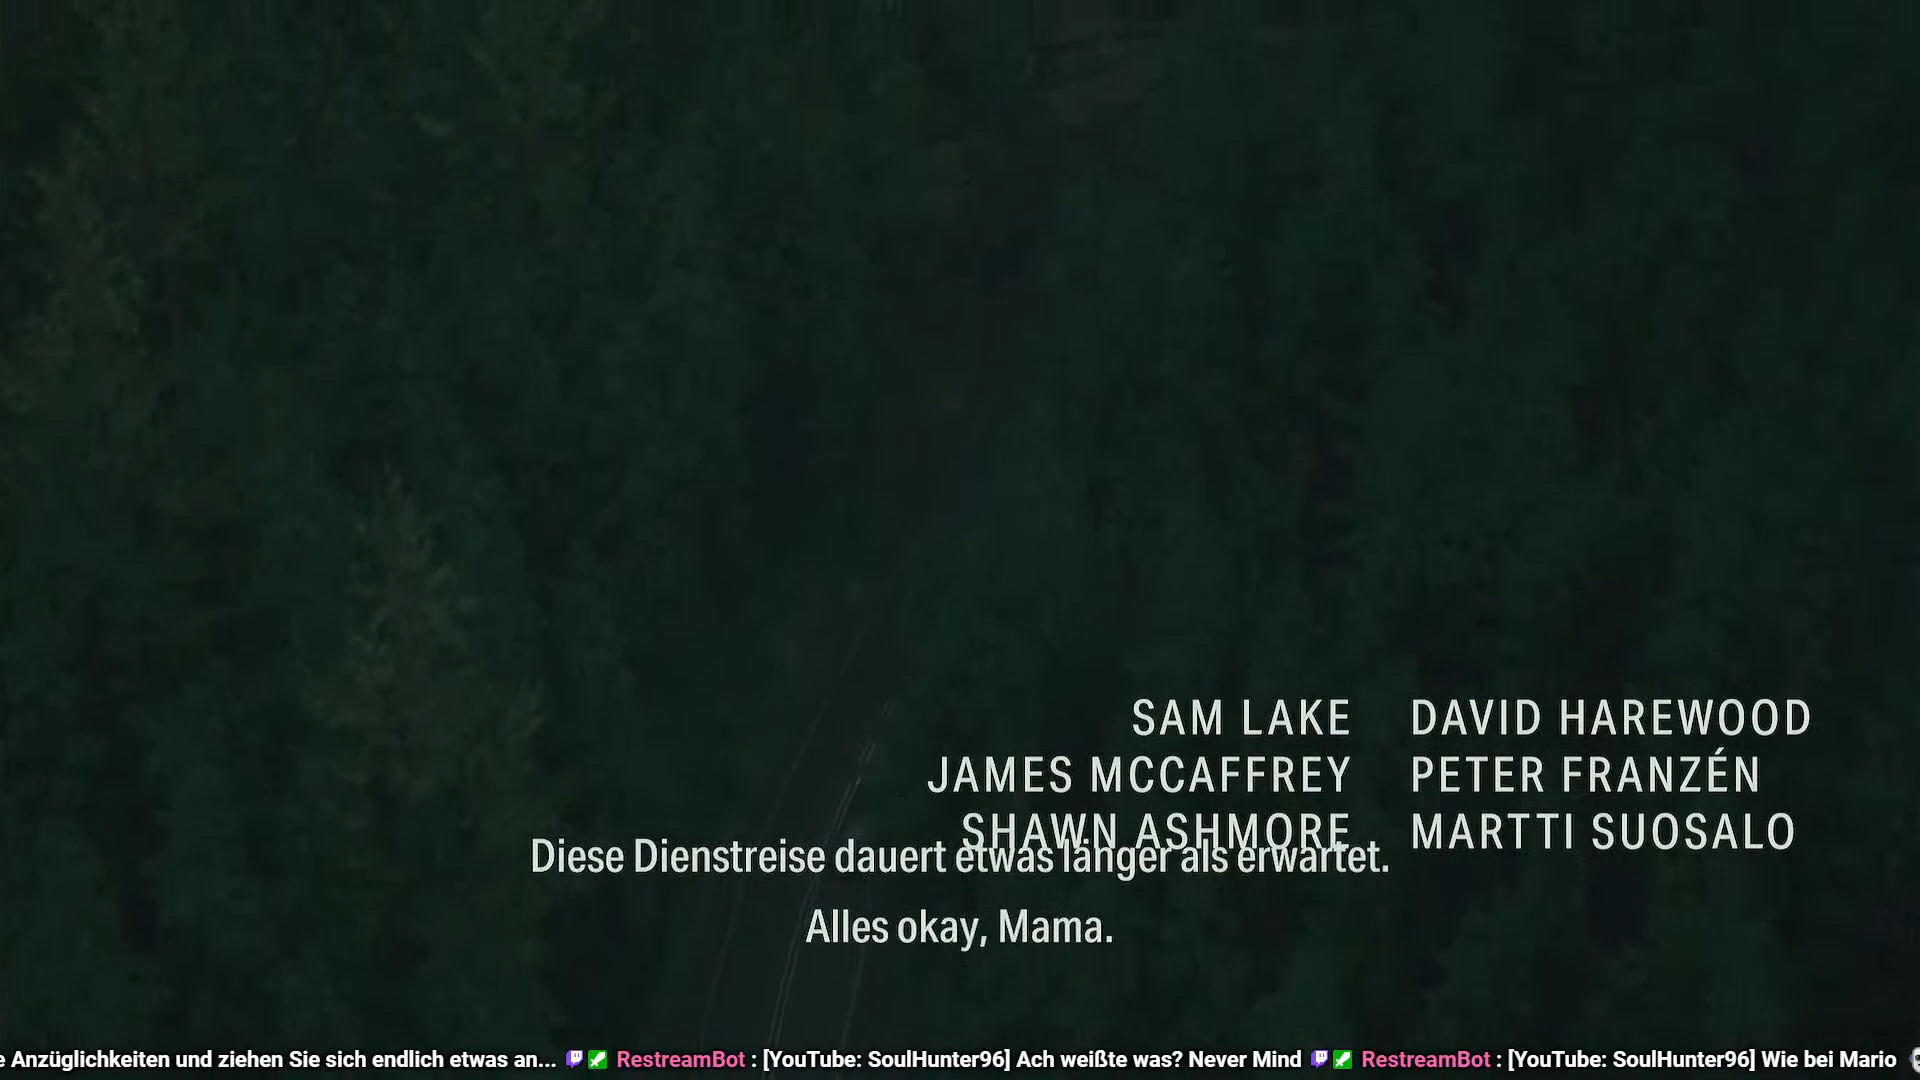 SAM LAKE DAVID HAREWOOD
JAMES MCCAFFREY PETER FRANZÉN
SHAWN ASHMORE MARTTI SUOSALO
Diese Dienstreise dauert etwas länger als erwartet.
Alles okay, Mama.
e Anzüglichkeiten und ziehen Sie sich endlich etwas an... RestreamBot : [YouTube: SoulHunter96] Ach weißte was? Never Mind RestreamBot : [YouTube: SoulHunter96] Wie bei Mario